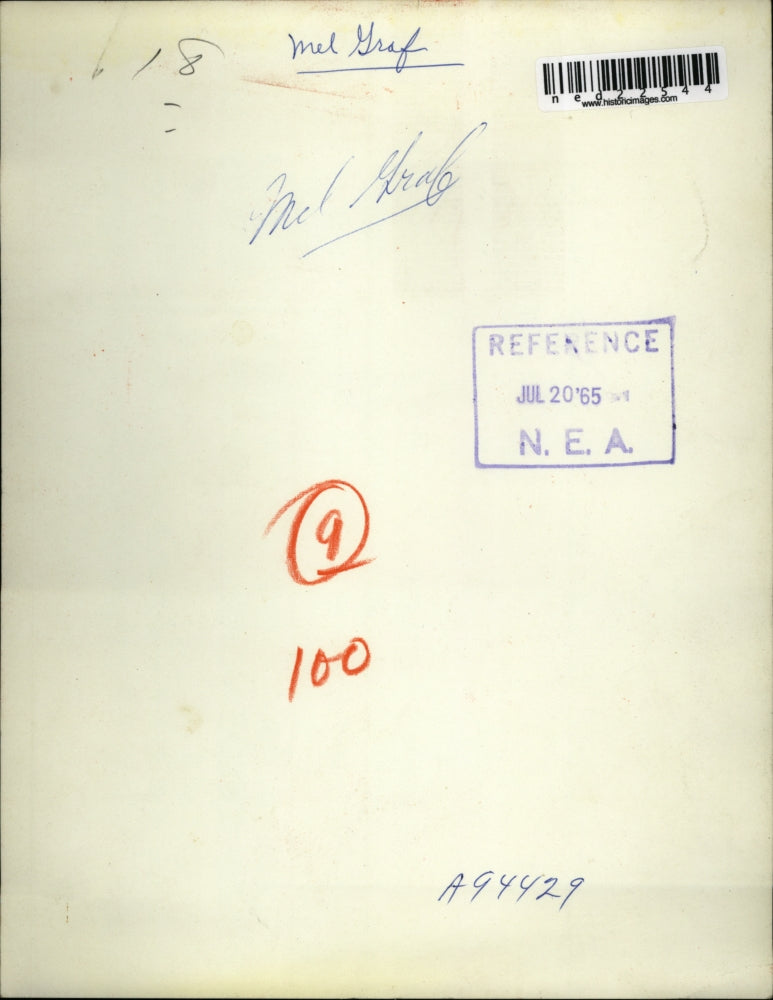 Mel Graf
18
ned22544
www.historicimages.com
Mel Graf
REFERENCE
JUL 20'65
N. E. A.
9
100
A94429